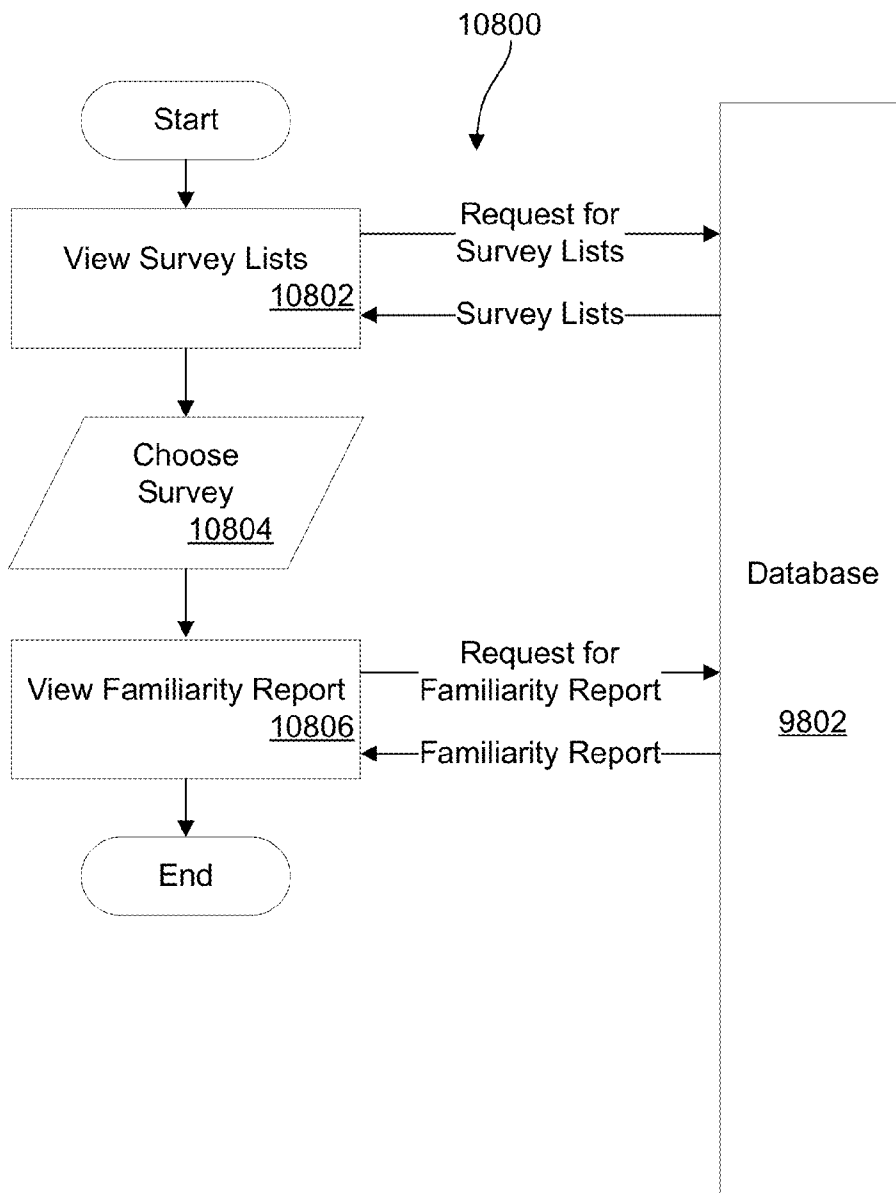 10800
Start
View Survey Lists
10802
Request for
Survey Lists
Survey Lists
Choose
Survey
10804
Database
9802
View Familiarity Report
10806
Request for
Familiarity Report
Familiarity Report
End